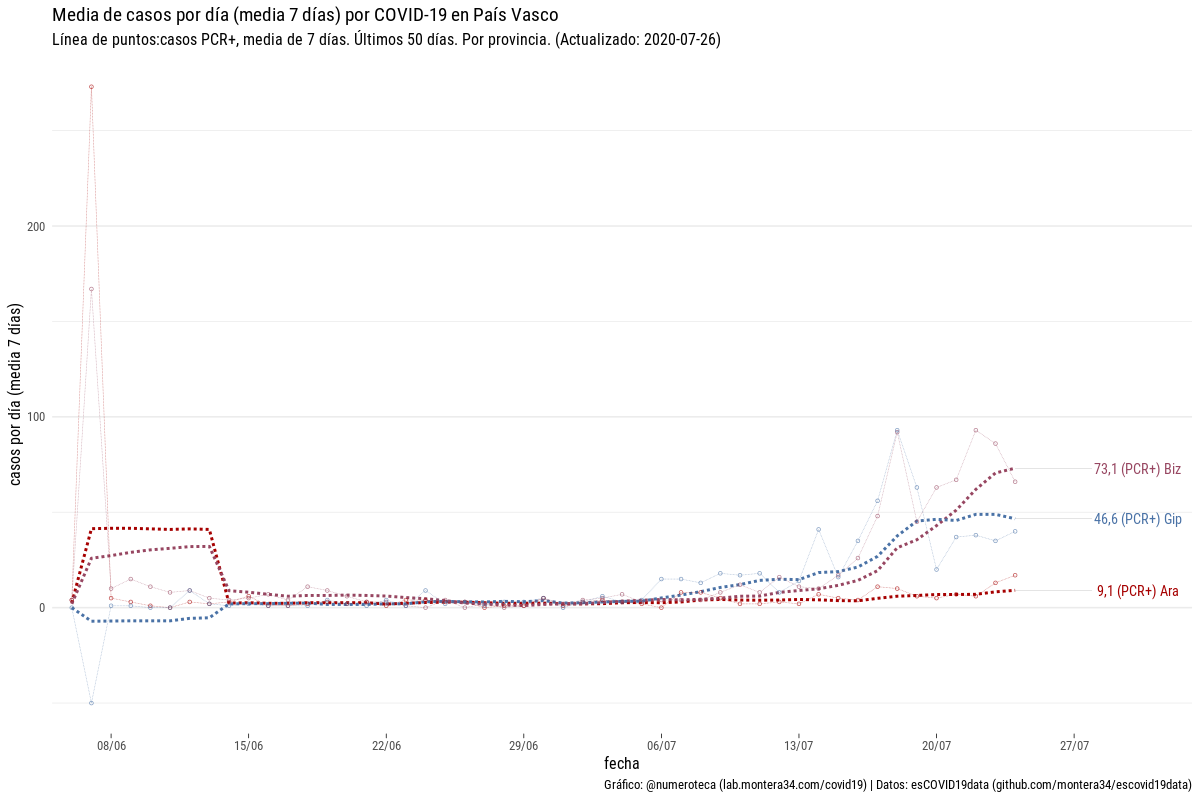 Media de casos por día (media 7 días) por COVID-19 en País Vasco
Línea de puntos:casos PCR+, media de 7 días. Últimos 50 días. Por provincia. (Actualizado: 2020-07-26)
casos por día (media 7 días)
200
100
0
73,1 (PCR+) Biz
46,6 (PCR+) Gip
9,1 (PCR+) Ara
08/06
15/06
22/06
29/06
06/07
13/07
20/07
27/07
fecha
Gráfico: @numeroteca (lab.montera34.com/covid19) | Datos: esCOVID19data (github.com/montera34/escovid19data)